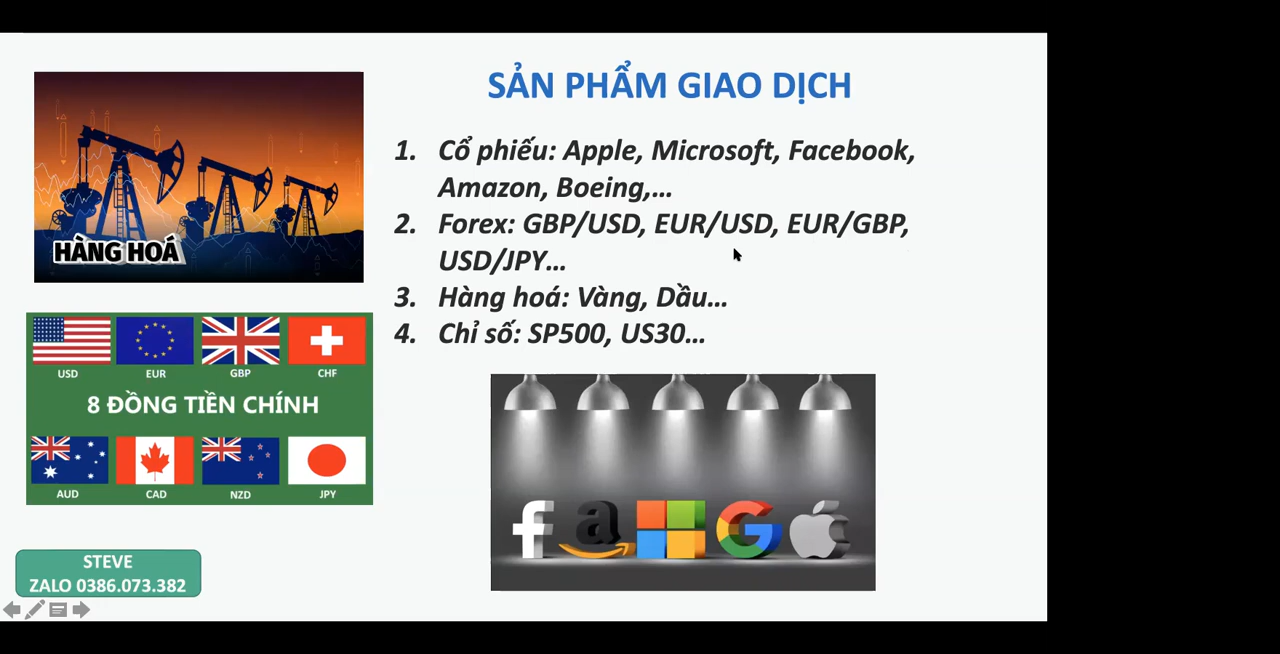 SẢN PHẨM GIAO DỊCH
1. Cổ phiếu: Apple, Microsoft, Facebook,
Amazon, Boeing,...
2. Forex: GBP/USD, EUR/USD, EUR/GBP,
USD/JPY...
3. Hàng hoá: Vàng, Dầu...
4. Chỉ số: SP500, US30...
HÀNG HOÁ
USD EUR GBP CHF
8 ĐỒNG TIỀN CHÍNH
AUD CAD NZD JPY
STEVE
ZALO 0386.073.382